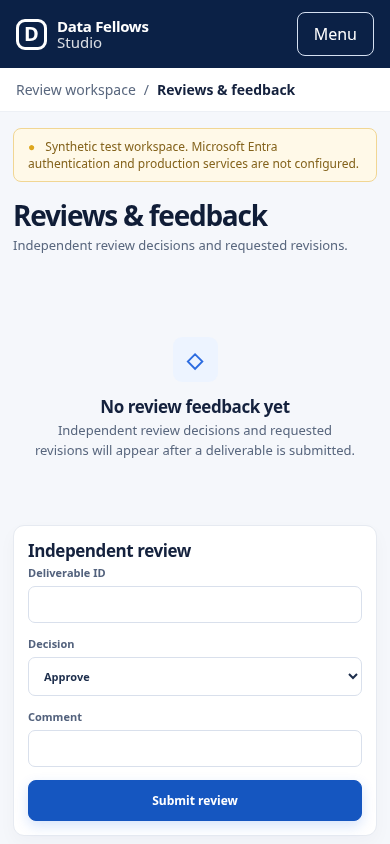 D
Data Fellows
Studio
Menu
Review workspace / Reviews & feedback
Synthetic test workspace. Microsoft Entra
authentication and production services are not configured.
Reviews & feedback
Independent review decisions and requested revisions.
No review feedback yet
Independent review decisions and requested
revisions will appear after a deliverable is submitted.
Independent review
Deliverable ID
Decision
Approve
Comment
Submit review